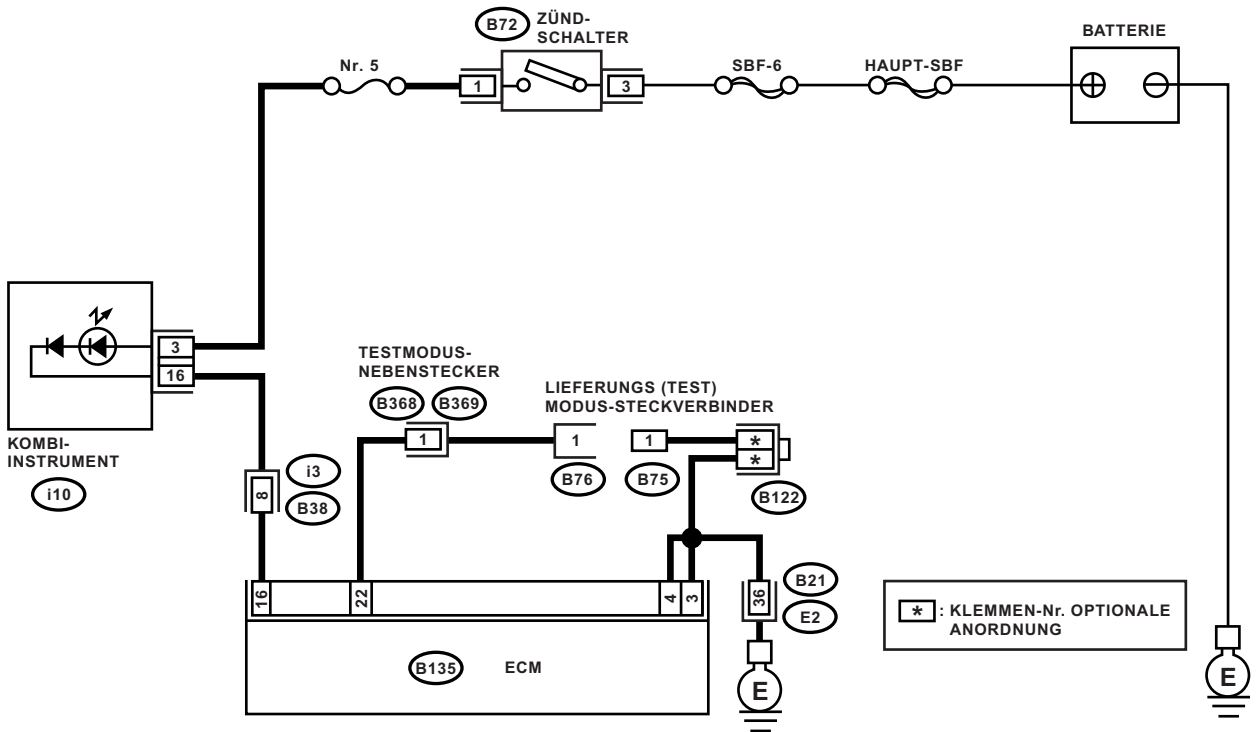 B72
ZÜND-
SCHALTER
BATTERIE
Nr. 5
SBF-6
HAUPT-SBF
1
3
3
16
KOMBI-
INSTRUMENT
i10
TESTMODUS-
NEBENSTECKER
B368
B369
LIEFERUNGS (TEST)
MODUS-STECKVERBINDER
1
1
1
*
*
B76
B75
B122
8
i3
B38
16
22
4
3
36
B21
E2
* : KLEMMEN-Nr. OPTIONALE
ANORDNUNG
B135
ECM
E
E